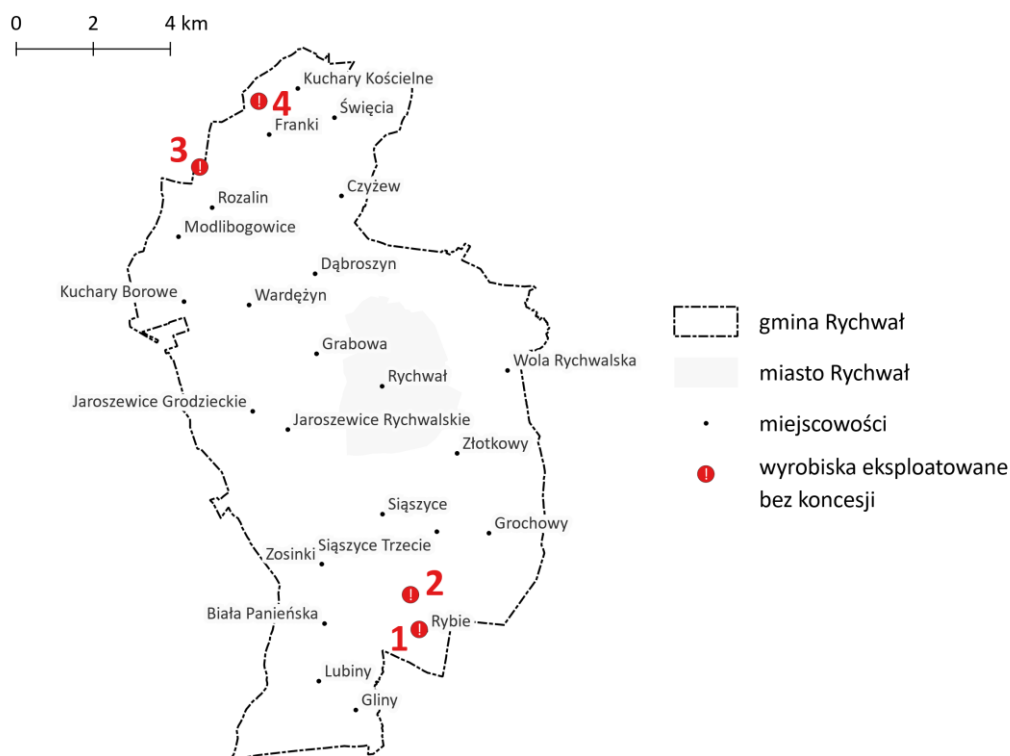 0 2 4 km
Kuchary Kościelne
4
Święcia
Franki
3
Czyżew
Rozalin
Modlibogowice
Dąbroszyn
Kuchary Borowe
Wardężyn
gmina Rychwał
Grabowa
Wola Rychwalska
Rychwał
miasto Rychwał
Jaroszewice Grodzieckie
Jaroszewice Rychwalskie
miejscowości
Złotkowy
wyrobiska eksploatowane
bez koncesji
Siąszyce
Grochowy
Siąszyce Trzecie
Zosinki
2
Biała Panieńska
Rybie
1
Lubiny
Gliny